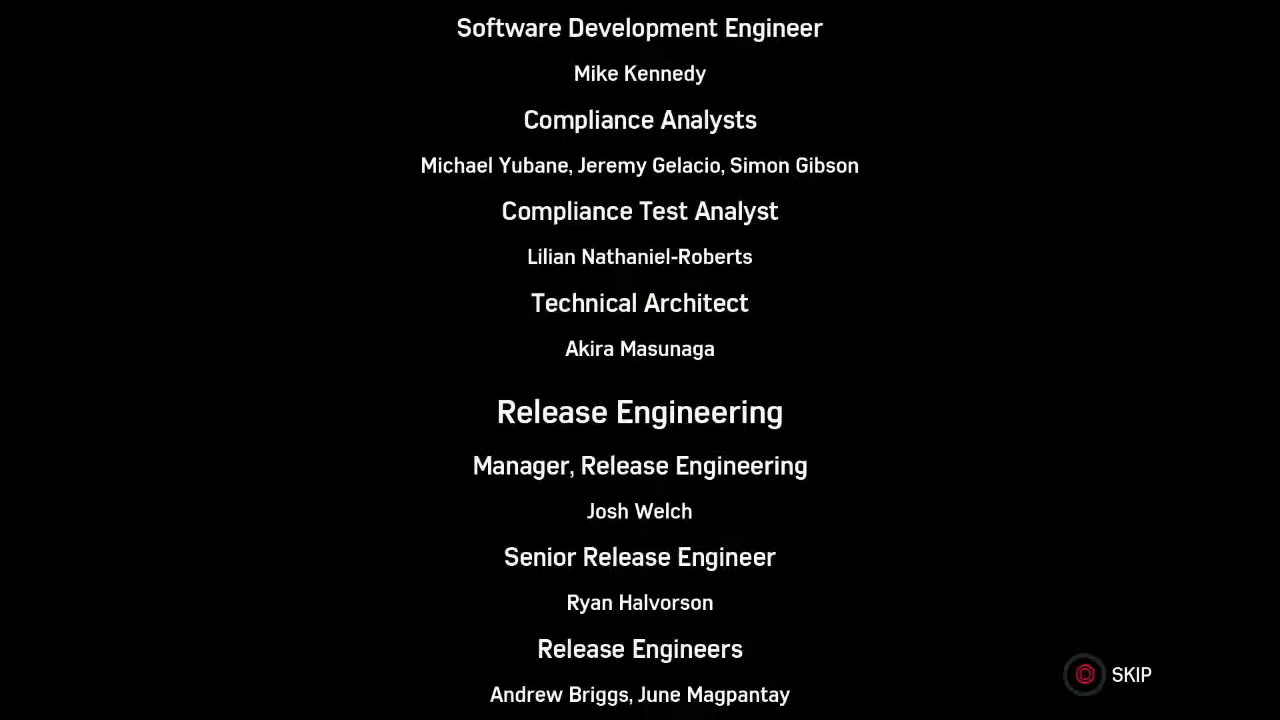 Software Development Engineer
Mike Kennedy
Compliance Analysts
Michael Yubane, Jeremy Gelacio, Simon Gibson
Compliance Test Analyst
Lilian Nathaniel-Roberts
Technical Architect
Akira Masunaga
Release Engineering
Manager, Release Engineering
Josh Welch
Senior Release Engineer
Ryan Halvorson
Release Engineers
Andrew Briggs, June Magpantay
SKIP